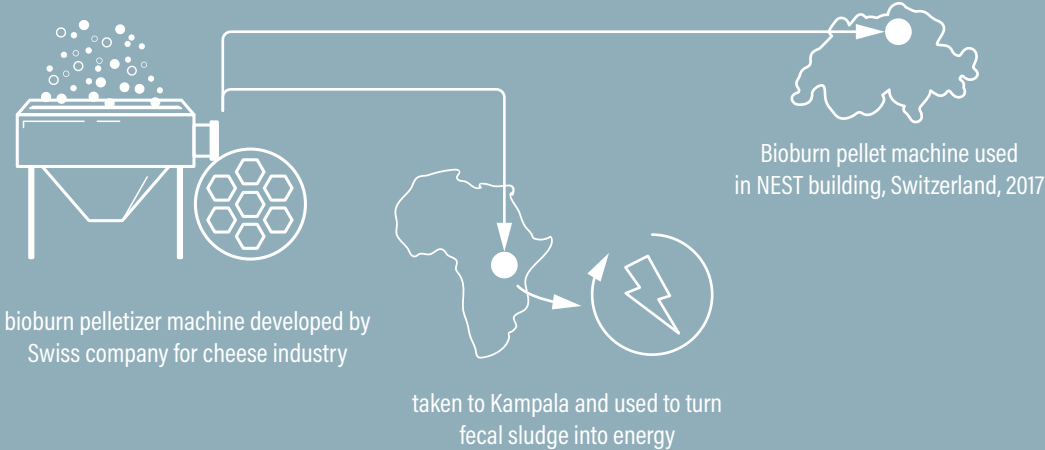 bioburn pelletizer machine developed by
Swiss company for cheese industry
taken to Kampala and used to turn
fecal sludge into energy
Bioburn pellet machine used
in NEST building, Switzerland, 2017